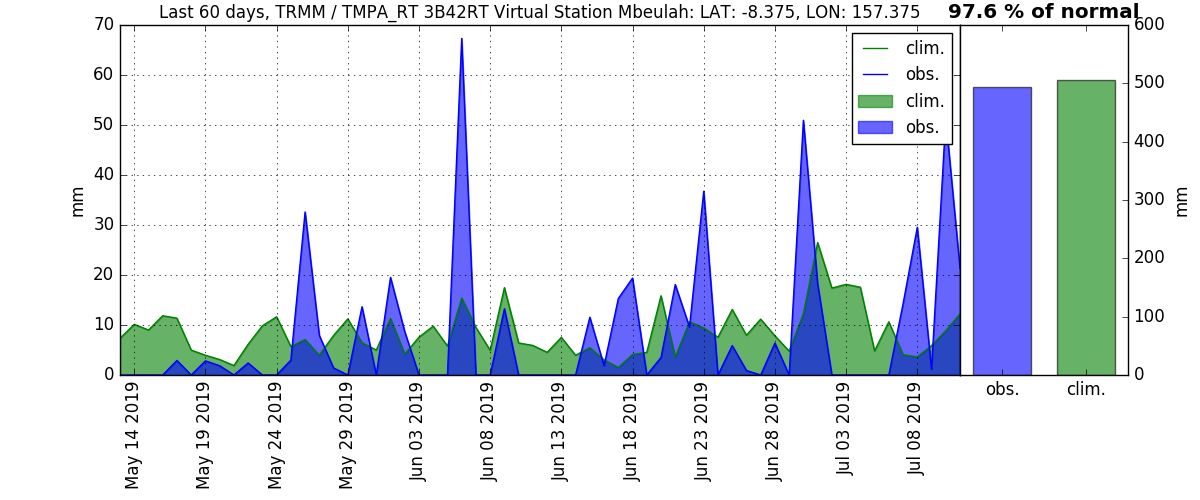 Last 60 days, TRMM / TMPA_RT 3B42RT Virtual Station Mbeulah: LAT: -8.375, LON: 157.375
97.6 % of normal
70
60
50
40
30
20
10
0
mm
clim.
obs.
clim.
obs.
May 14 2019
May 19 2019
May 24 2019
May 29 2019
Jun 03 2019
Jun 08 2019
Jun 13 2019
Jun 18 2019
Jun 23 2019
Jun 28 2019
Jul 03 2019
Jul 08 2019
600
500
400
300
200
100
0
mm
obs.
clim.